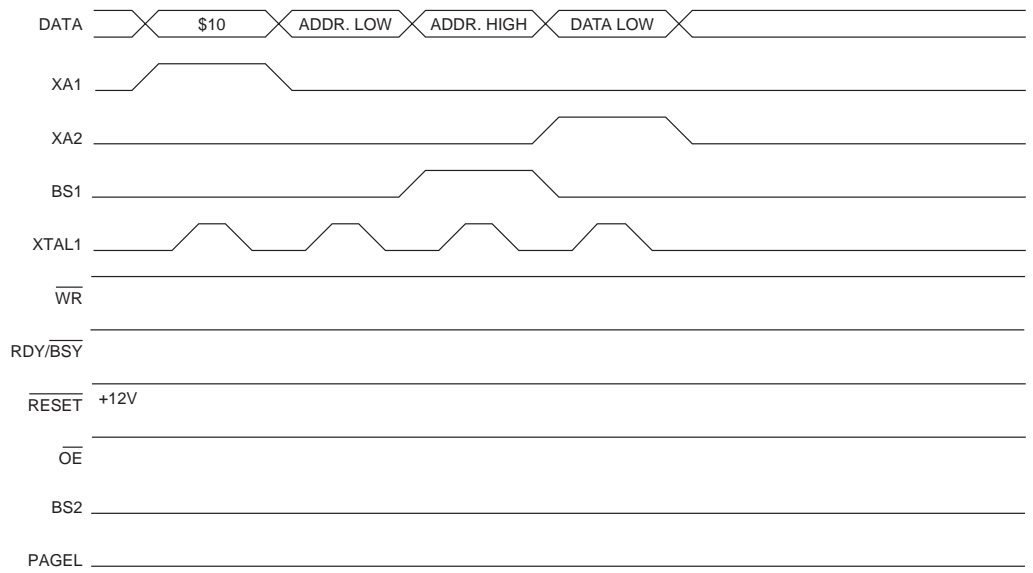 DATA $10 ADDR. LOW ADDR. HIGH DATA LOW
XA1
XA2
BS1
XTAL1
WR
RDY/BSY
RESET +12V
OE
BS2
PAGEL